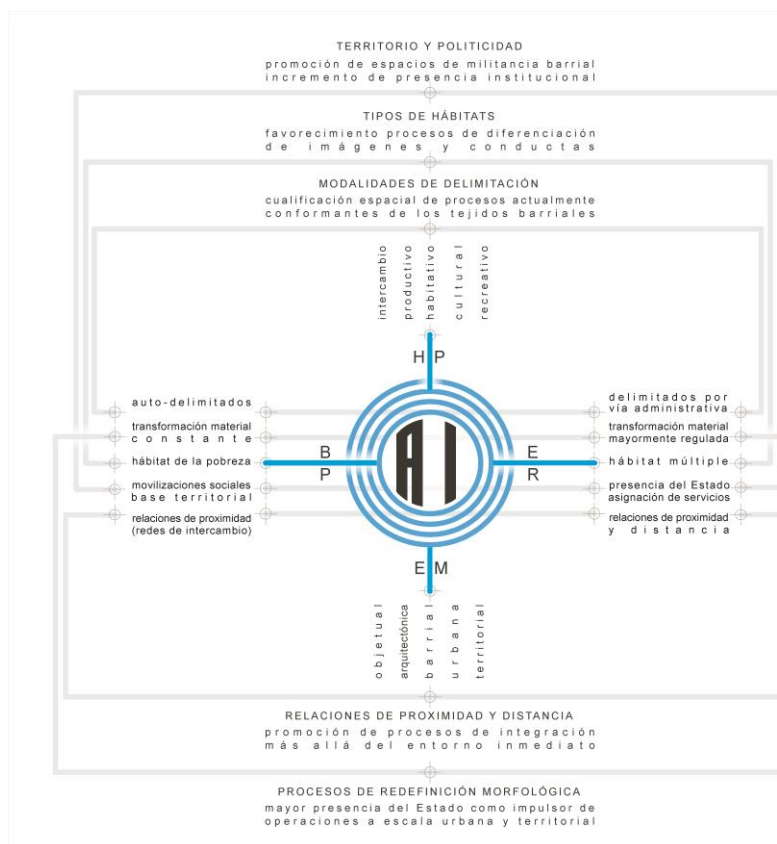 TERRITORIO Y POLITICIDAD
promoción de espacios de militancia barrial
incremento de presencia institucional
TIPOS DE HÁBITATS
favorecimiento procesos de diferenciación
de imágenes y conductas
MODALIDADES DE DELIMITACIÓN
cualificación espacial de procesos actualmente
conformantes de los tejidos barriales
intercambio
productivo
habitativo
cultural
recreativo
H P
auto-delimitados
transformación material
constante
hábitat de la pobreza
movilizaciones sociales
base territorial
relaciones de proximidad
(redes de intercambio)
B
P
AI
E
R
delimitados por
vía administrativa
transformación material
mayormente regulada
hábitat múltiple
presencia del Estado
asignación de servicios
relaciones de proximidad
y distancia
E M
objetual
arquitectónica
barrial
urbana
territorial
RELACIONES DE PROXIMIDAD Y DISTANCIA
promoción de procesos de integración
más allá del entorno inmediato
PROCESOS DE REDEFINICIÓN MORFOLÓGICA
mayor presencia del Estado como impulsor de
operaciones a escala urbana y territorial